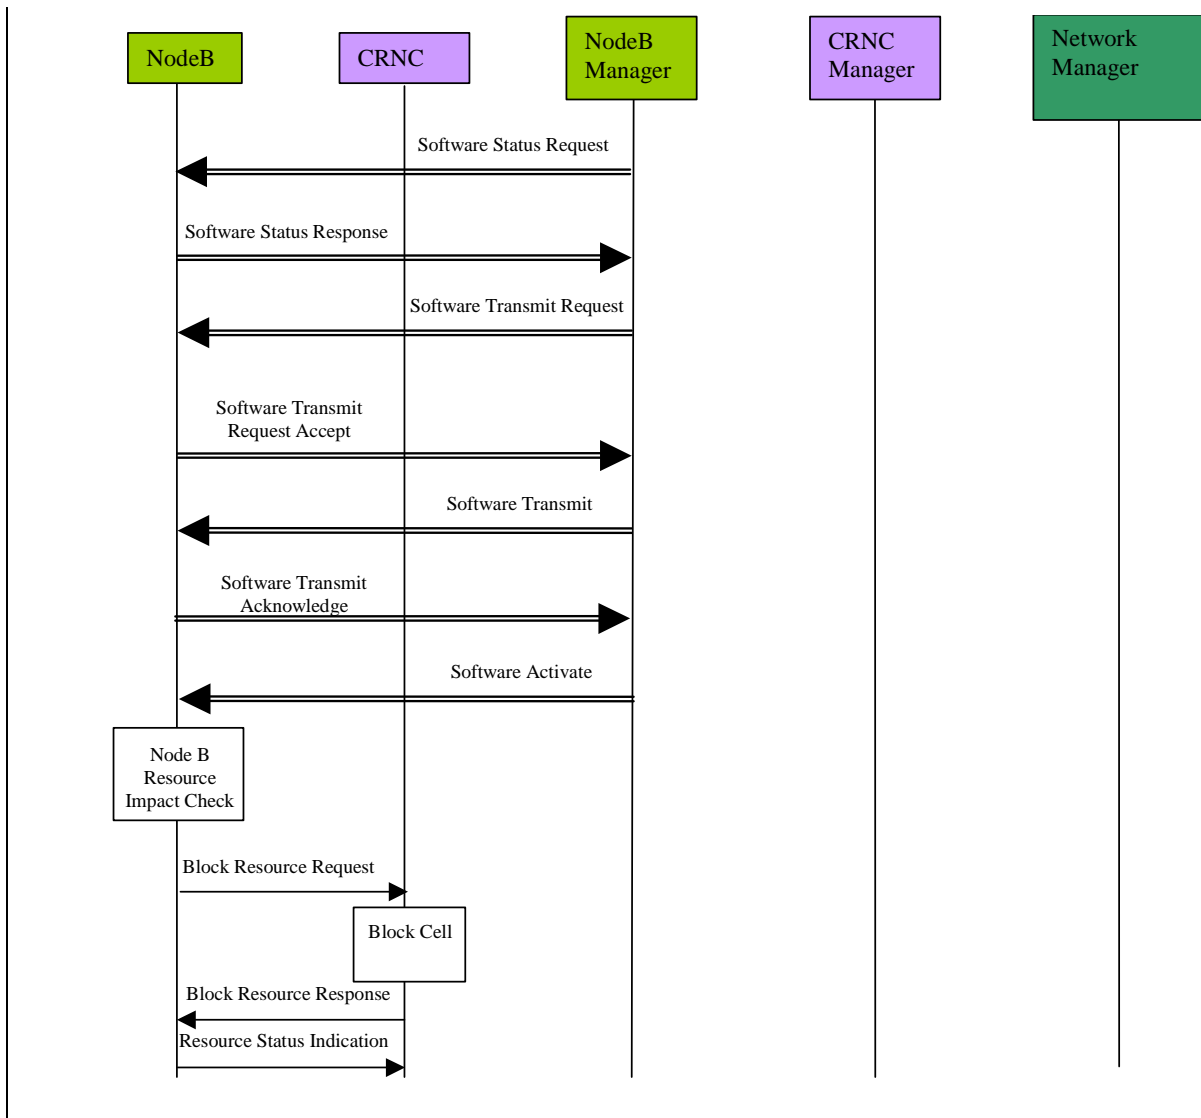 NodeB
CRNC
NodeB
Manager
CRNC
Manager
Network
Manager
Software Status Request
Software Status Response
Software Transmit Request
Software Transmit
Request Accept
Software Transmit
Software Transmit
Acknowledge
Software Activate
Node B
Resource
Impact Check
Block Resource Request
Block Cell
Block Resource Response
Resource Status Indication